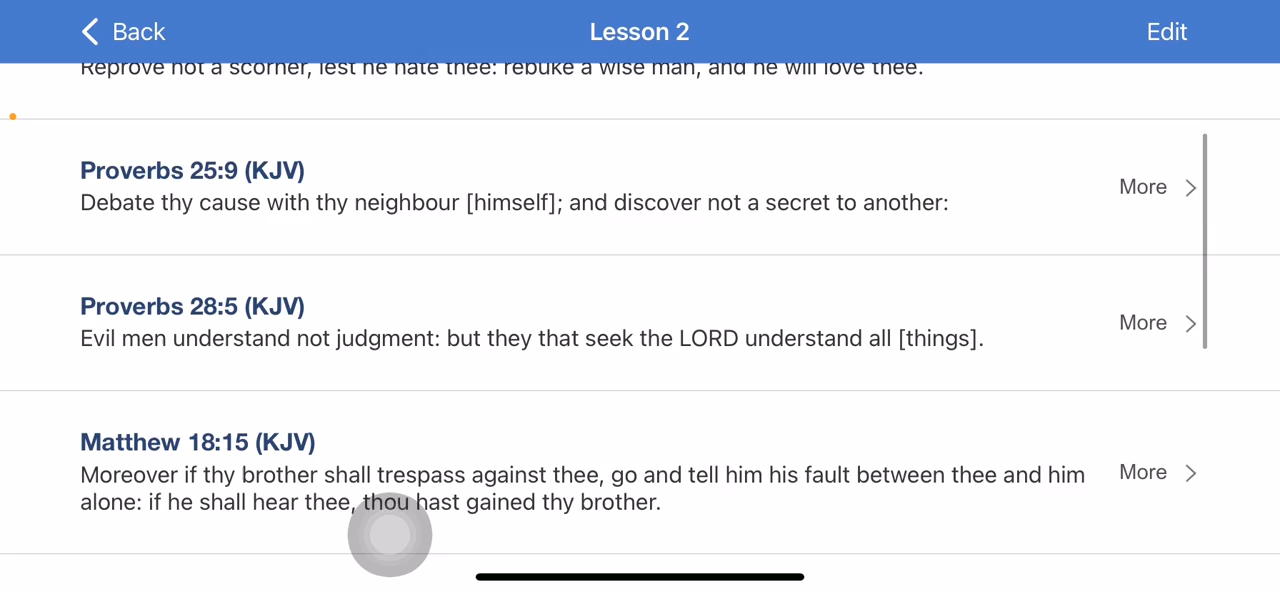 Back
Lesson 2
Edit
Reprove not a scorner, lest he hate thee: rebuke a wise man, and he will love thee.
Proverbs 25:9 (KJV)
Debate thy cause with thy neighbour [himself]; and discover not a secret to another:
More
Proverbs 28:5 (KJV)
Evil men understand not judgment: but they that seek the LORD understand all [things].
More
Matthew 18:15 (KJV)
Moreover if thy brother shall trespass against thee, go and tell him his fault between thee and him
alone: if he shall hear thee, thou hast gained thy brother.
More